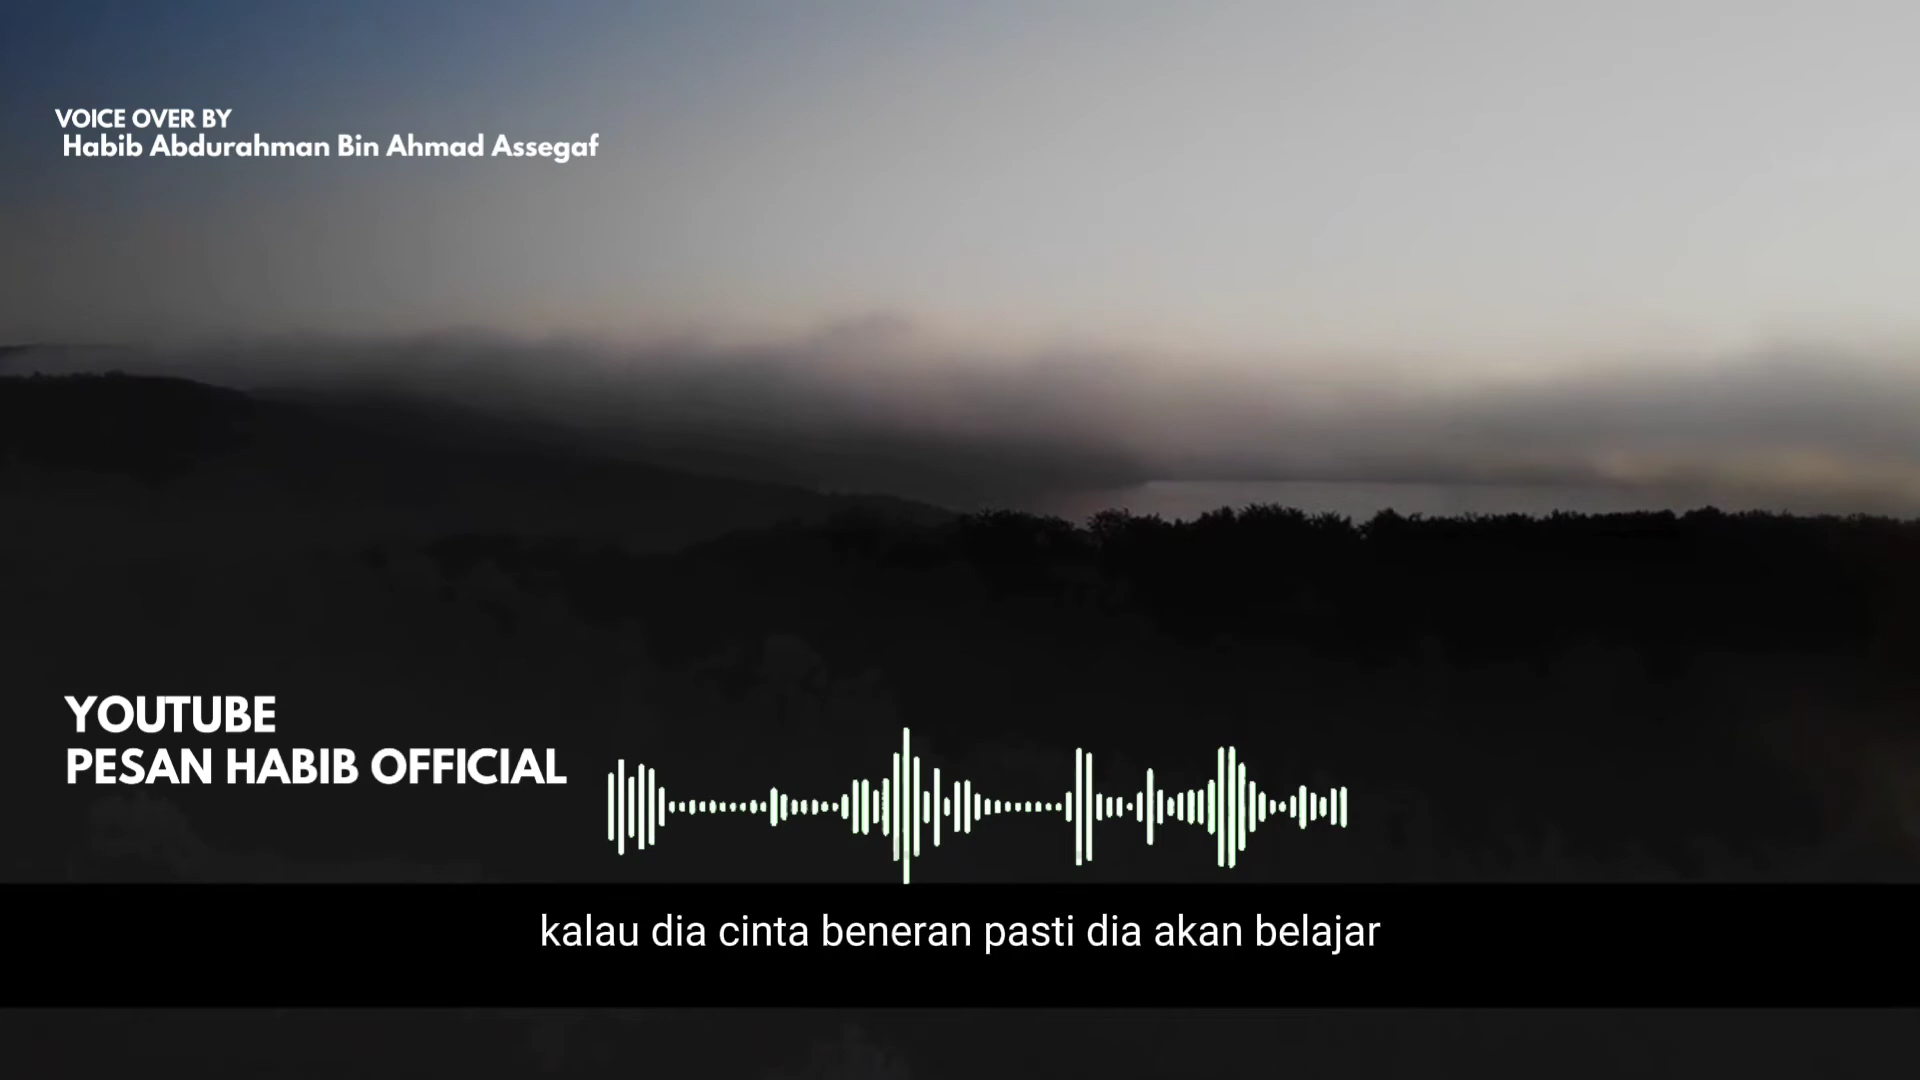 VOICE OVER BY
Habib Abdurahman Bin Ahmad Assegaf
YOUTUBE
PESAN HABIB OFFICIAL
kalau dia cinta beneran pasti dia akan belajar